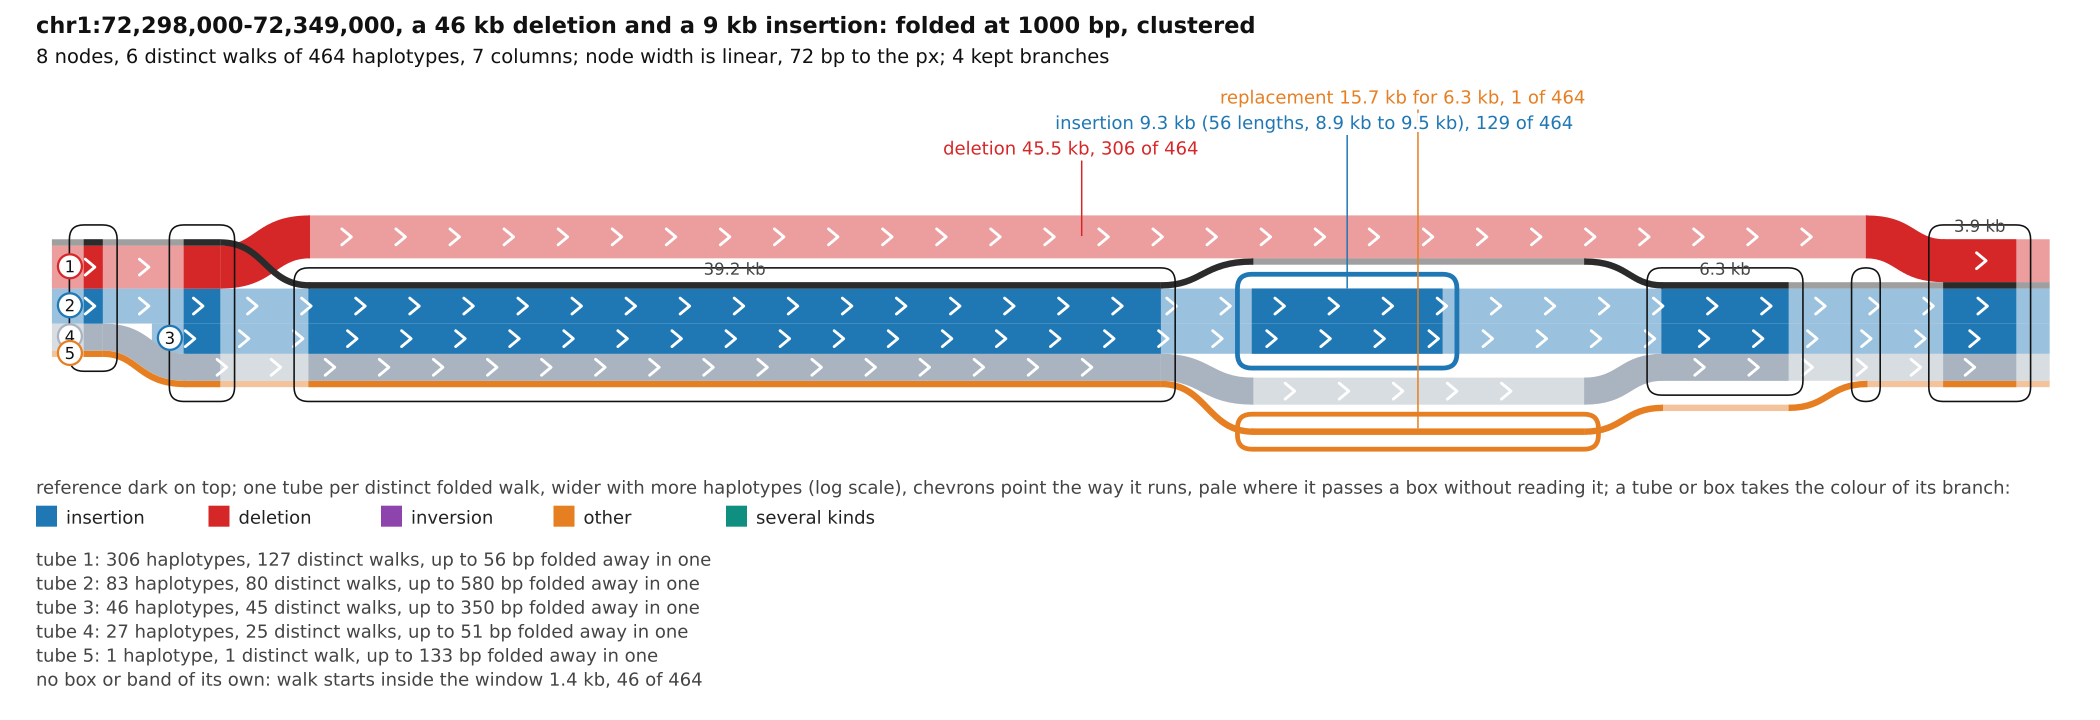 chr1:72,298,000-72,349,000, a 46 kb deletion and a 9 kb insertion: folded at 1000 bp, clustered
8 nodes, 6 distinct walks of 464 haplotypes, 7 columns; node width is linear, 72 bp to the px; 4 kept branches
replacement 15.7 kb for 6.3 kb, 1 of 464
insertion 9.3 kb (56 lengths, 8.9 kb to 9.5 kb), 129 of 464
deletion 45.5 kb, 306 of 464
3.9 kb
39.2 kb
6.3 kb
1
2
3
4
5
reference dark on top; one tube per distinct folded walk, wider with more haplotypes (log scale), chevrons point the way it runs, pale where it passes a box without reading it; a tube or box takes the colour of its branch:
insertion
deletion
inversion
other
several kinds
tube 1: 306 haplotypes, 127 distinct walks, up to 56 bp folded away in one
tube 2: 83 haplotypes, 80 distinct walks, up to 580 bp folded away in one
tube 3: 46 haplotypes, 45 distinct walks, up to 350 bp folded away in one
tube 4: 27 haplotypes, 25 distinct walks, up to 51 bp folded away in one
tube 5: 1 haplotype, 1 distinct walk, up to 133 bp folded away in one
no box or band of its own: walk starts inside the window 1.4 kb, 46 of 464